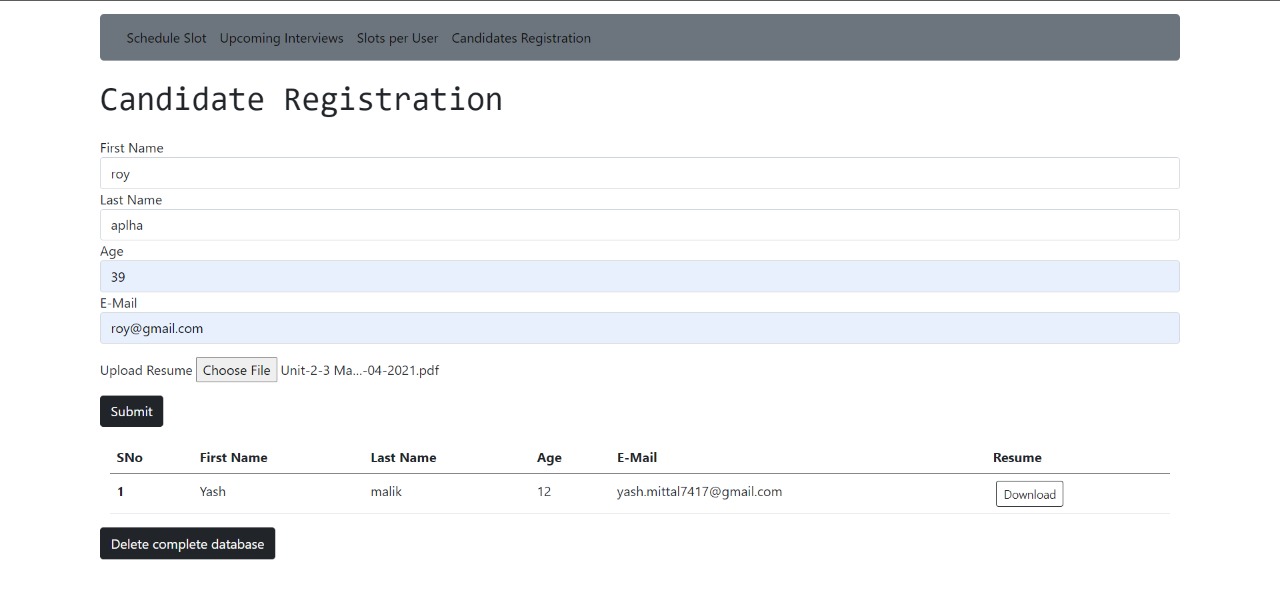 Schedule Slot Upcoming Interviews Slots per User Candidates Registration
Candidate Registration
First Name
roy
Last Name
aplha
Age
39
E-Mail
roy@gmail.com
Upload Resume Choose File Unit-2-3 Ma...-04-2021.pdf
Submit
SNo First Name Last Name Age E-Mail Resume
1 Yash malik 12 yash.mittal7417@gmail.com Download
Delete complete database